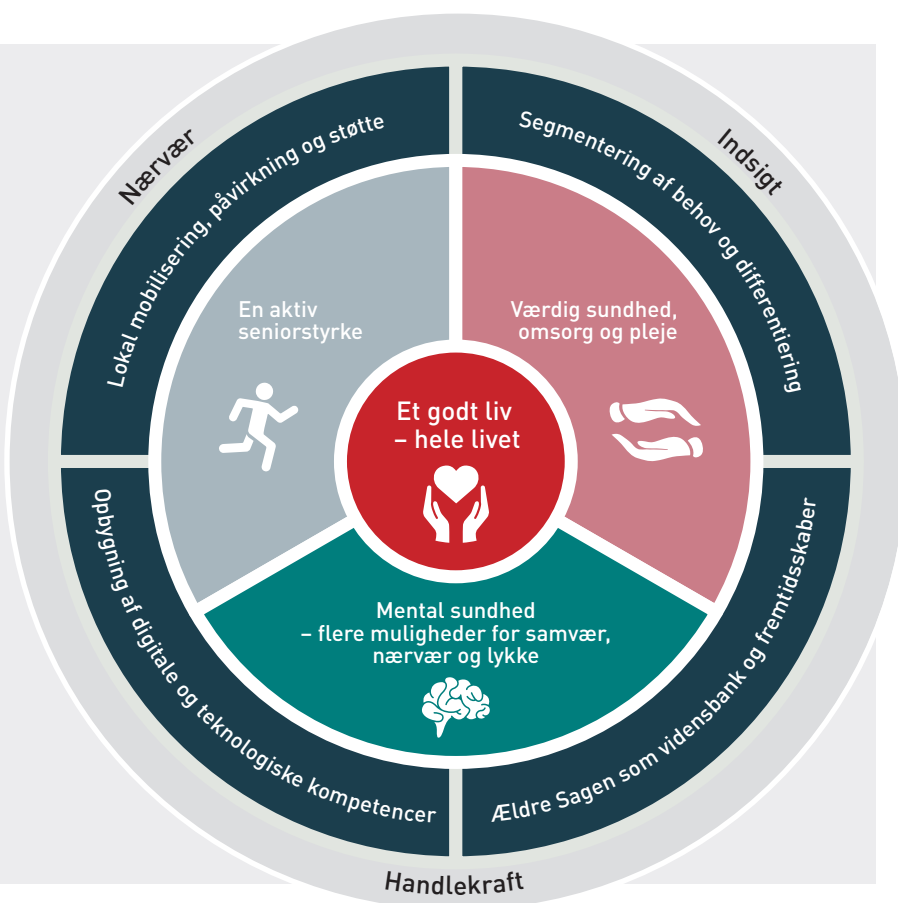 Nærvær
Indsigt
Lokal mobilisering, påvirkning og støtte
Segmentering af behov og differentiering
En aktiv
seniorstyrke
Værdig sundhed,
omsorg og pleje
Et godt liv
– hele livet
Mental sundhed
– flere muligheder for samvær,
nærvær og lykke
Opbygning af digitale og teknologiske kompetencer
Ældre Sagen som vidensbank og fremtidsskaber
Handlekraft